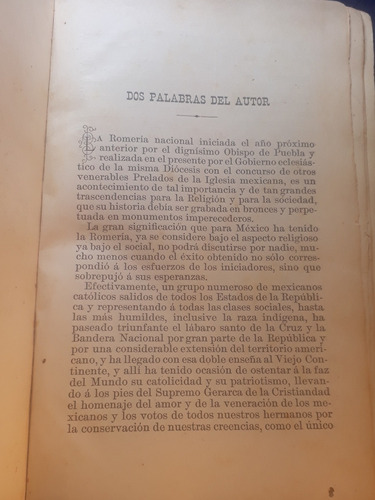 DOS PALABRAS DEL AUTOR
LA Romería nacional iniciada el año próximo
anterior por el dignísimo Obispo de Puebla y
realizada en el presente por el Gobierno eclesiás-
tico de la misma Diócesis con el concurso de otros
venerables Prelados de la Iglesia mexicana, es un
acontecimiento de tal importancia y de tan grandes
trascendencias para la Religión y para la sociedad,
que su historia debía ser grabada en bronces y perpe-
tuada en monumentos imperecederos.
La gran significación que para México ha tenido
la Romería, ya se considere bajo el aspecto religioso
ya bajo el social, no podrá discutirse por nadie, mu-
cho menos cuando el éxito obtenido no sólo corres-
pondió á los esfuerzos de los iniciadores, sino que
sobrepujó á sus esperanzas.
Efectivamente, un grupo numeroso de mexicanos
católicos salidos de todos los Estados de la Repúbli-
ca y representando á todas las clases sociales, hasta
las más humildes, inclusive la raza indígena, ha
paseado triunfante el lábaro santo de la Cruz y la
Bandera Nacional por gran parte de la República y
por una considerable extensión del territorio ameri-
cano, y ha llegado con esa doble enseña al Viejo Con-
tinente, y allí ha tenido ocasión de ostentar á la faz
del Mundo su catolicidad y su patriotismo, llevan-
do á los pies del Supremo Gerarca de la Cristiandad
el homenaje del amor y de la veneración de los me-
xicanos y los votos de todos nuestros hermanos por
la conservación de nuestras creencias, como el único